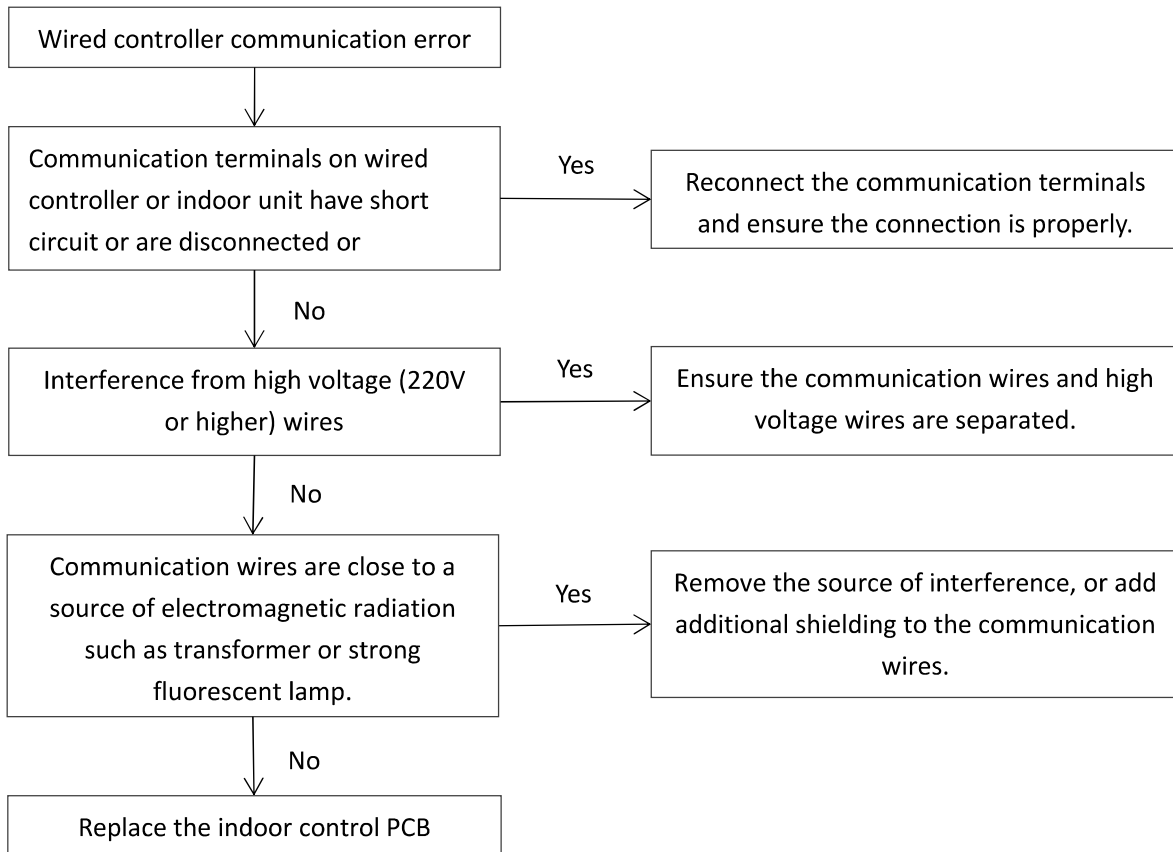 Wired controller communication error
Communication terminals on wired
controller or indoor unit have short
circuit or are disconnected or
Yes
Reconnect the communication terminals
and ensure the connection is properly.
No
Interference from high voltage (220V
or higher) wires
Yes
Ensure the communication wires and high
voltage wires are separated.
No
Communication wires are close to a
source of electromagnetic radiation
such as transformer or strong
fluorescent lamp.
Yes
Remove the source of interference, or add
additional shielding to the communication
wires.
No
Replace the indoor control PCB